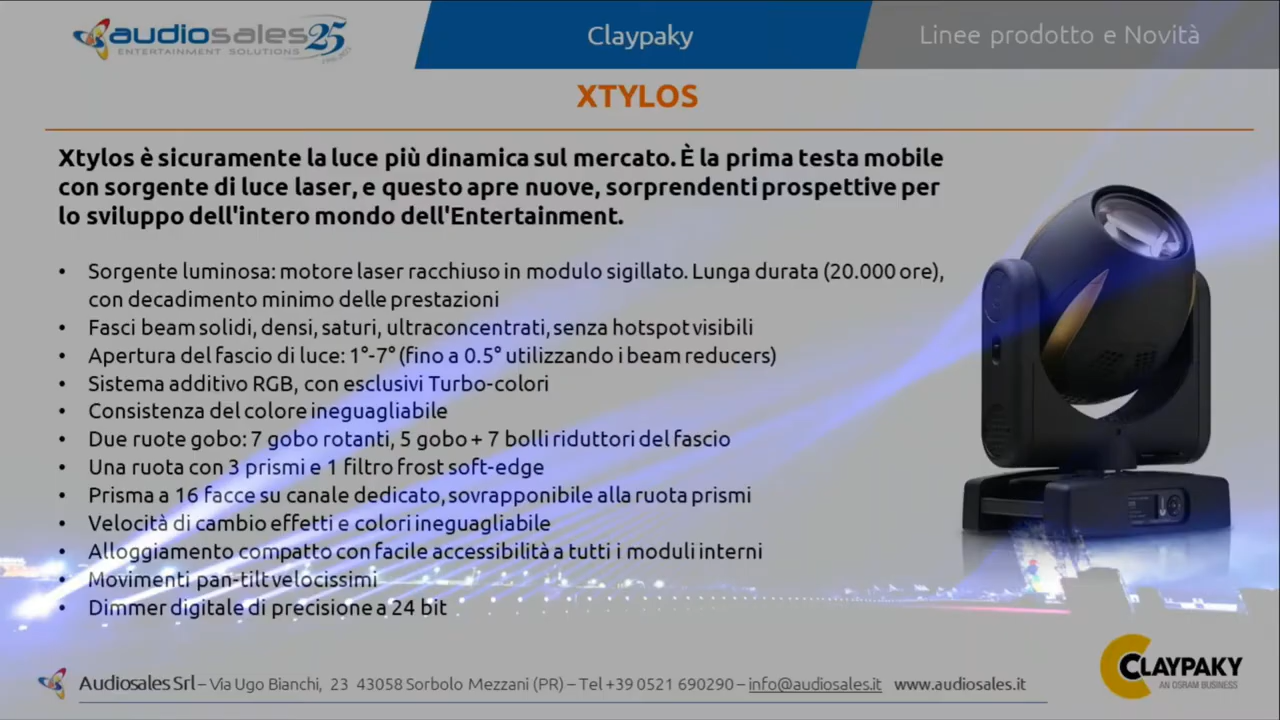 audiosales 25
ENTERTAINMENT SOLUTIONS
Claypaky
Linee prodotto e Novità
XTYLOS
Xtylos è sicuramente la luce più dinamica sul mercato. È la prima testa mobile
con sorgente di luce laser, e questo apre nuove, sorprendenti prospettive per
lo sviluppo dell'intero mondo dell'Entertainment.
• Sorgente luminosa: motore laser racchiuso in modulo sigillato. Lunga durata (20.000 ore),
con decadimento minimo delle prestazioni
• Fasci beam solidi, densi, saturi, ultraconcentrati, senza hotspot visibili
• Apertura del fascio di luce: 1°-7° (fino a 0.5° utilizzando i beam reducers)
• Sistema additivo RGB, con esclusivi Turbo-colori
• Consistenza del colore ineguagliabile
• Due ruote gobo: 7 gobo rotanti, 5 gobo + 7 bolli riduttori del fascio
• Una ruota con 3 prismi e 1 filtro frost soft-edge
• Prisma a 16 facce su canale dedicato, sovrapponibile alla ruota prismi
• Velocità di cambio effetti e colori ineguagliabile
• Alloggiamento compatto con facile accessibilità a tutti i moduli interni
• Movimenti pan-tilt velocissimi
• Dimmer digitale di precisione a 24 bit
CLAYPAKY
AN OSRAM BUSINESS
Audiosales Srl – Via Ugo Bianchi, 23 43058 Sorbolo Mezzani (PR) – Tel +39 0521 690290 – info@audiosales.it www.audiosales.it